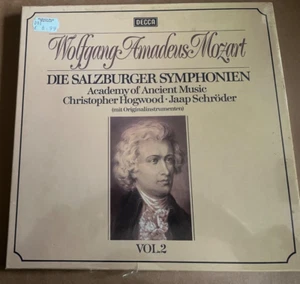 DECCA
Wolfgang Amadeus Mozart
DIE SALZBURGER SYMPHONIEN
Academy of Ancient Music
Christopher Hogwood · Jaap Schröder
(mit Originalinstrumenten)
VOL.2